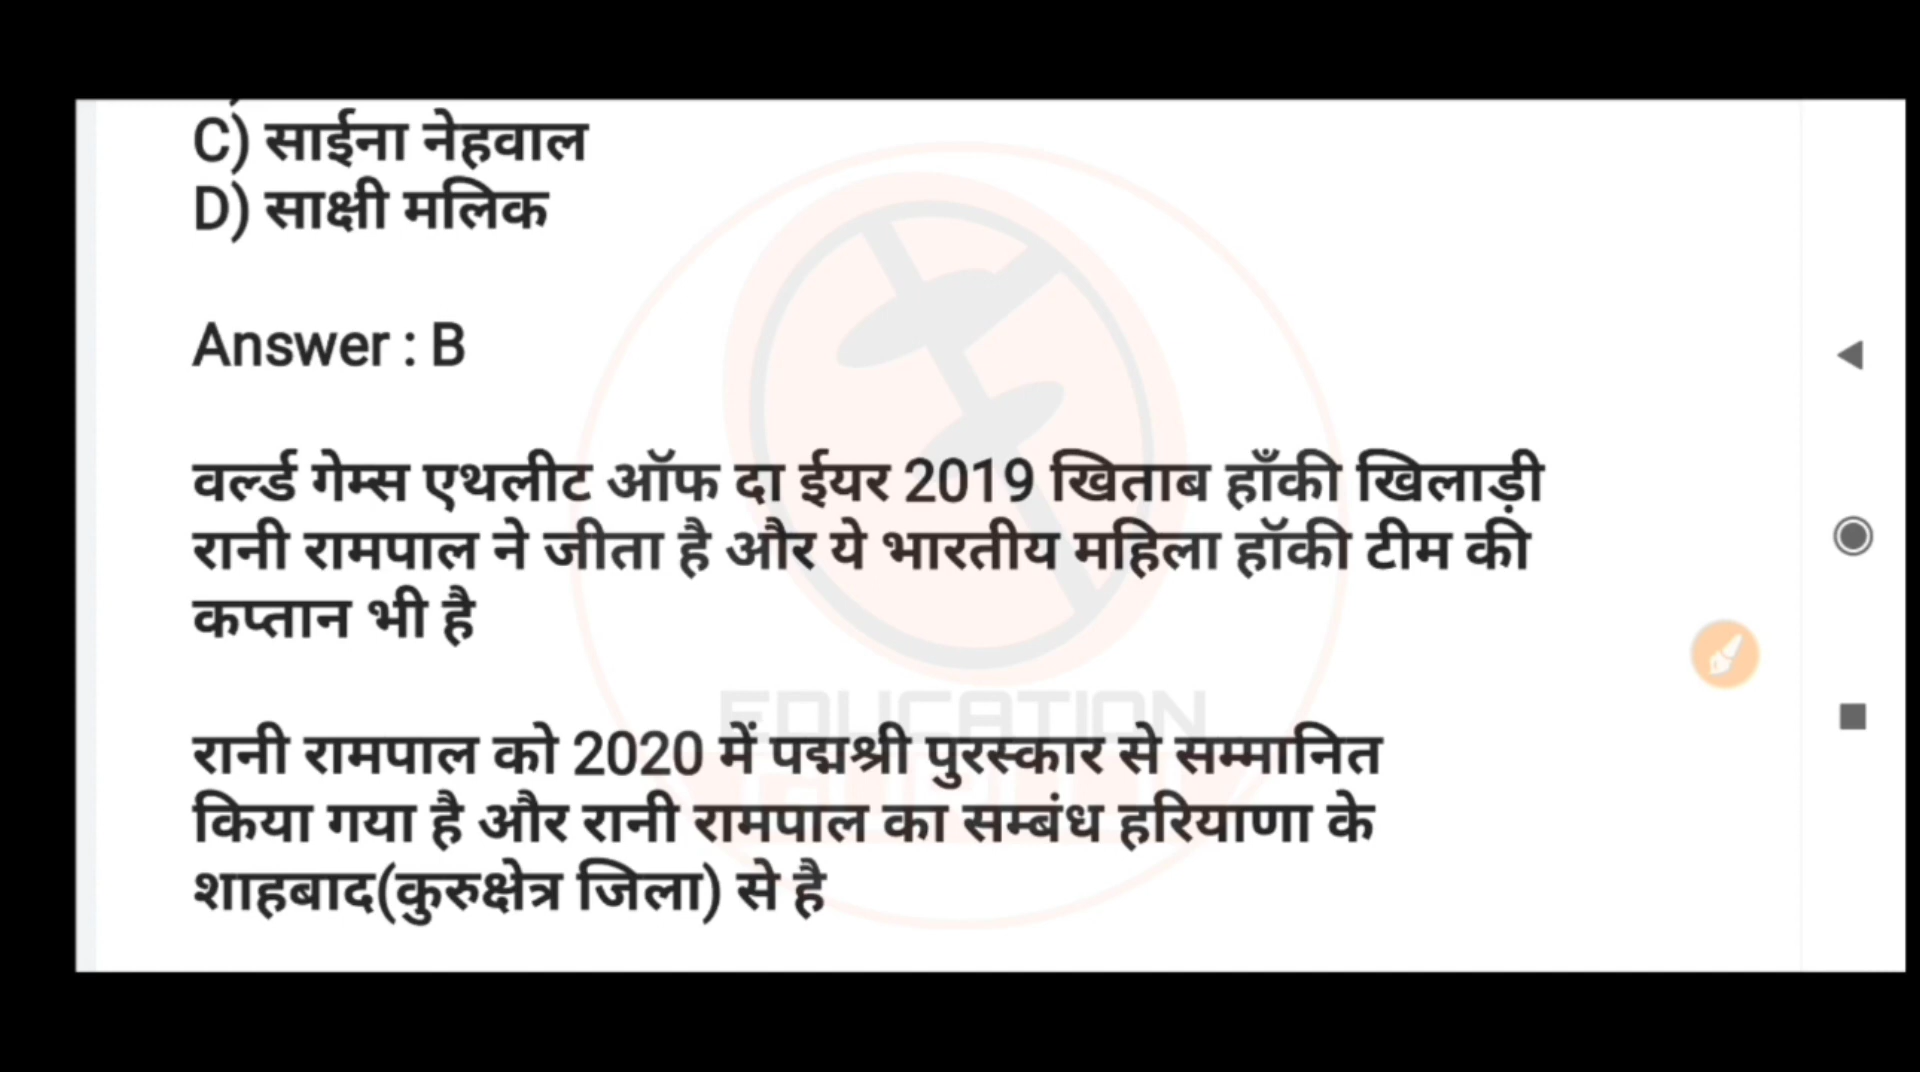 C) साईना नेहवाल
D) साक्षी मलिक
Answer : B
वर्ल्ड गेम्स एथलीट ऑफ दा ईयर 2019 खिताब हाँकी खिलाड़ी
रानी रामपाल ने जीता है और ये भारतीय महिला हॉकी टीम की
कप्तान भी है
EDUCATION
रानी रामपाल को 2020 में पद्मश्री पुरस्कार से सम्मानित
किया गया है और रानी रामपाल का सम्बंध हरियाणा के
शाहबाद(कुरुक्षेत्र जिला) से है